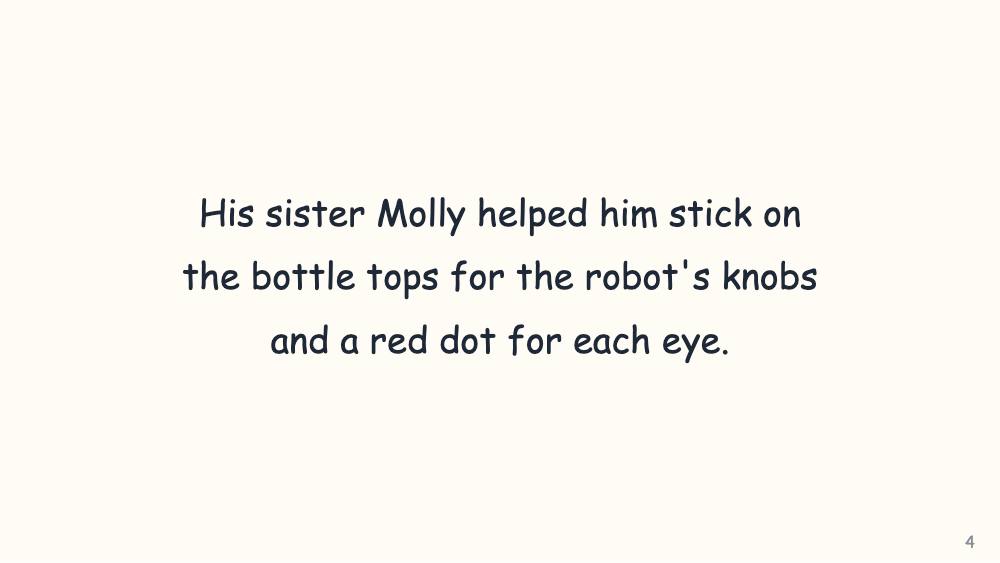 His sister Molly helped him stick on
the bottle tops for the robot's knobs
and a red dot for each eye.
4